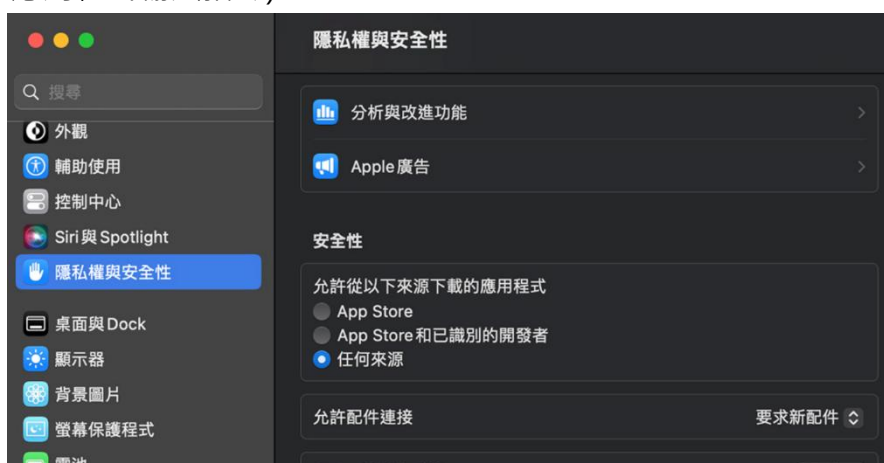 隱私權與安全性
搜尋
外觀
輔助使用
控制中心
Siri與Spotlight
隱私權與安全性
桌面與Dock
顯示器
背景圖片
螢幕保護程式
分析與改進功能
Apple廣告
安全性
允許從以下來源下載的應用程式
App Store
App Store和已識別的開發者
任何來源
允許配件連接
要求新配件